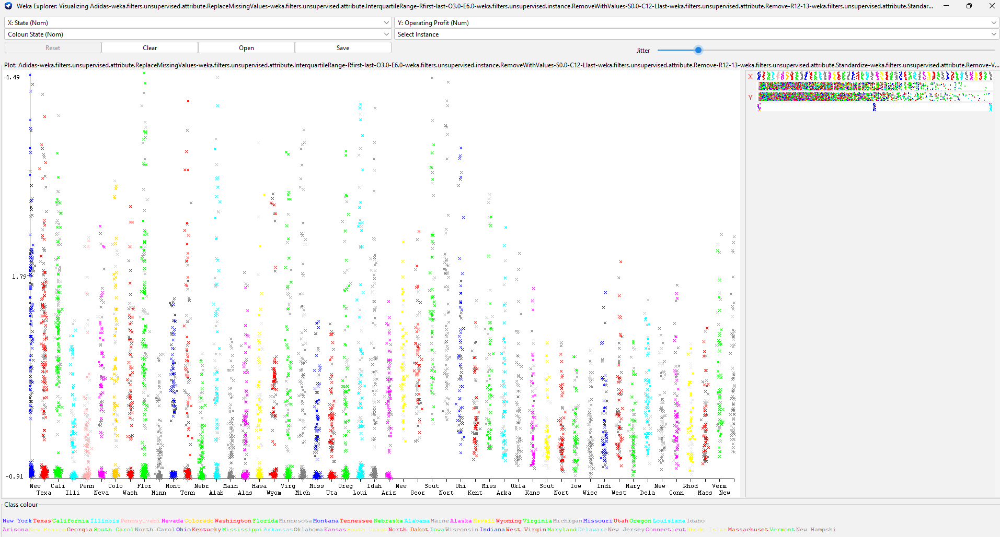 Weka Explorer: Visualizing Adidas-weka.filters.unsupervised.attribute.ReplaceMissingValues-weka.filters.unsupervised.attribute.InterquartileRange-Rfirst-last-O3.0-E6.0-weka.filters.unsupervised.instance.RemoveWithValues-S0.0-C12-Llast-weka.filters.unsupervised.attribute.Remove-R12-13-weka.filters.unsupervised.attribute.Standar...
X: State (Nom) Y: Operating Profit (Num)
Colour: State (Nom) Select Instance
Reset Clear Open Save Jitter
Plot: Adidas-weka.filters.unsupervised.attribute.ReplaceMissingValues-weka.filters.unsupervised.attribute.InterquartileRange-Rfirst-last-O3.0-E6.0-weka.filters.unsupervised.instance.RemoveWithValues-S0.0-C12-Llast-weka.filters.unsupervised.attribute.Remove-R12-13-weka.filters.unsupervised.attribute.Standardize-weka.filters.unsupervised.attribute.Remove-V...
4.49
X
Y
1.79
-0.91
New Cali Penn Colo Flor Mont Nebr Main Hawa Virg Miss Oreg Idah New Sout Ohi Miss Okla Sout Iow Indi Mary New Rhod Verm
Texa Illi Neva Wash Minn Tenn Alab Alas Wyom Mich Uta Loui Ariz Geor Nort Kent Arka Kans Nort Wisc West Dela Conn Mass New
Class colour
New York Texas California Illinois Pennsylvani Nevada Colorado Washington Florida Minnesota Montana Tennessee Nebraska Alabama Maine Alaska Hawaii Wyoming Virginia Michigan Missouri Utah Oregon Louisiana Idaho
Arizona New Mexico Georgia South Carol North Carol Ohio Kentucky Mississippi Arkansas Oklahoma Kansas South Dakot North Dakot Iowa Wisconsin Indiana West Virgin Maryland Delaware New Jersey Connecticut Rhode Islan Massachuset Vermont New Hampshi